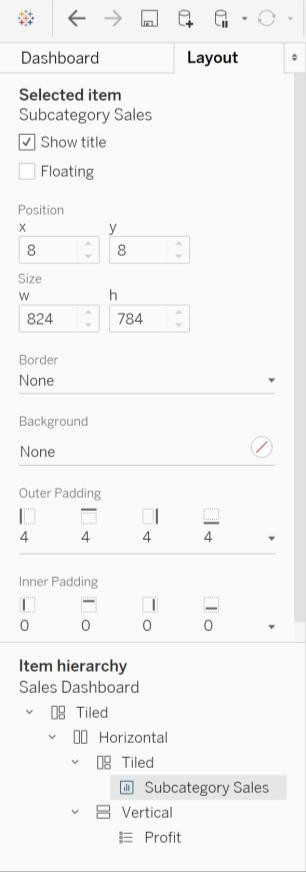 Dashboard Layout
Selected item
Subcategory Sales
Show title
Floating
Position
x y
8 8
Size
w h
824 784
Border
None
Background
None
Outer Padding
4 4 4 4
Inner Padding
0 0 0 0
Item hierarchy
Sales Dashboard
Tiled
Horizontal
Tiled
Subcategory Sales
Vertical
Profit